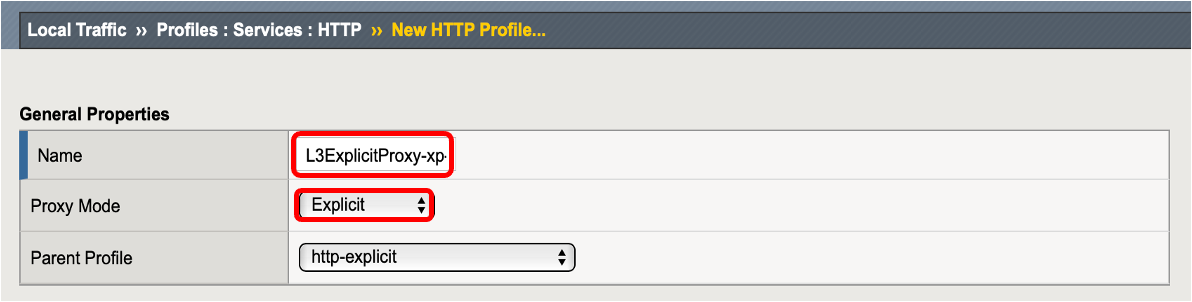 Local Traffic ›› Profiles : Services : HTTP ›› New HTTP Profile...
General Properties
Name L3ExplicitProxy-xp-
Proxy Mode Explicit
Parent Profile http-explicit